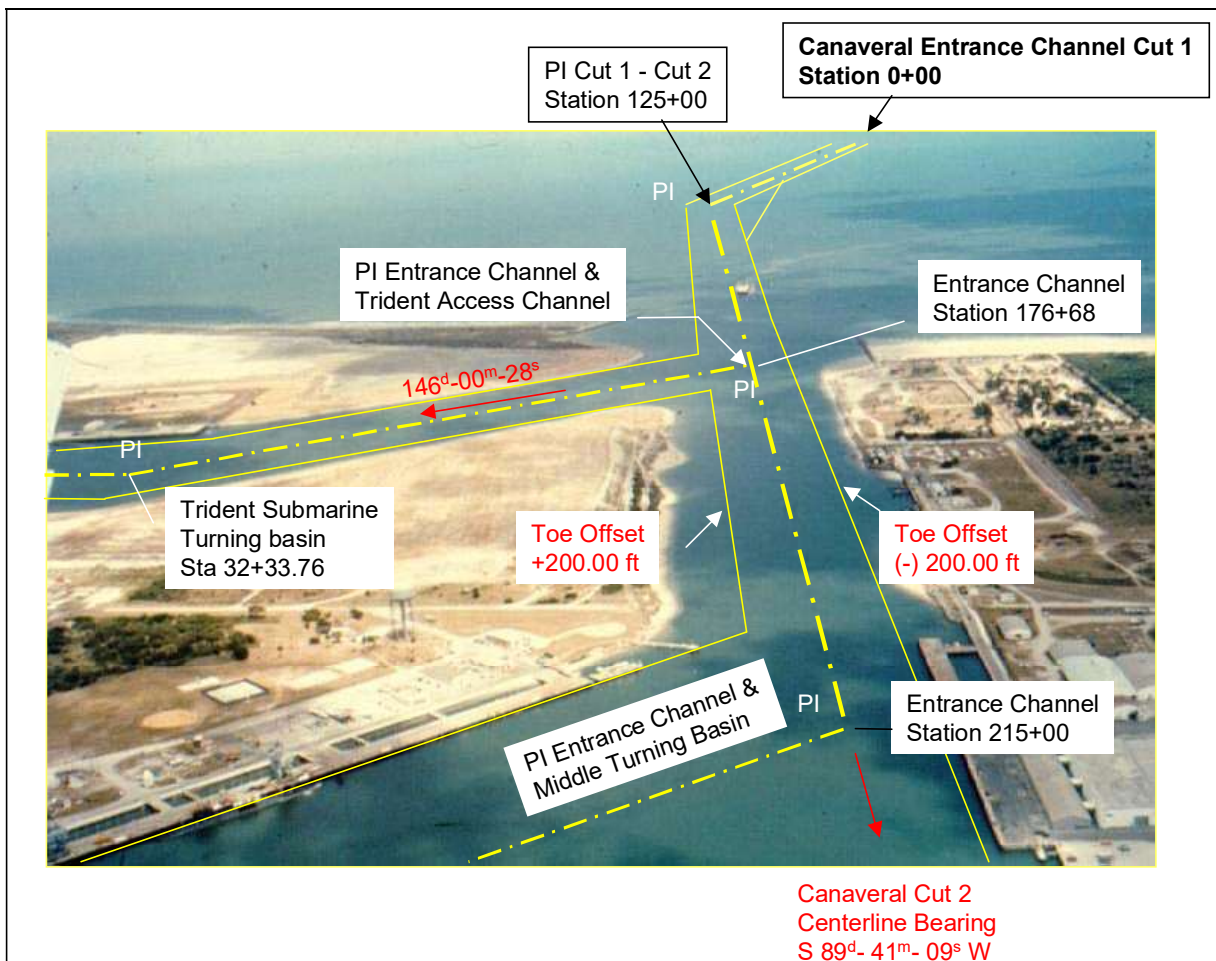 Canaveral Entrance Channel Cut 1
Station 0+00
PI Cut 1 - Cut 2
Station 125+00
PI
PI Entrance Channel &
Trident Access Channel
Entrance Channel
Station 176+68
146d-00m-28s
PI
PI
Trident Submarine
Turning basin
Sta 32+33.76
Toe Offset
+200.00 ft
Toe Offset
(-) 200.00 ft
PI
Entrance Channel
Station 215+00
PI Entrance Channel &
Middle Turning Basin
Canaveral Cut 2
Centerline Bearing
S 89d- 41m- 09s W